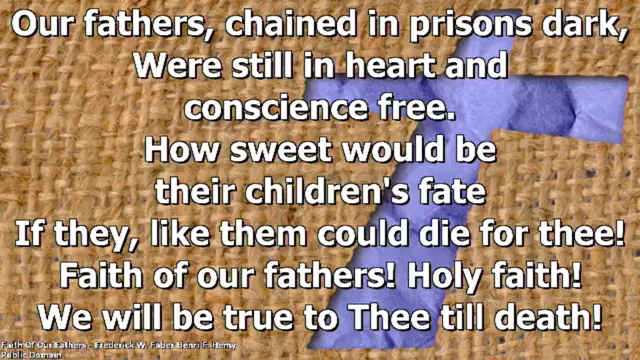 Our fathers, chained in prisons dark,
Were still in heart and
conscience free.
How sweet would be
their children's fate
If they, like them could die for thee!
Faith of our fathers! Holy faith!
We will be true to Thee till death!
Faith Of Our Fathers - Frederick W. Faber Henri F. Hemy
Public Domain